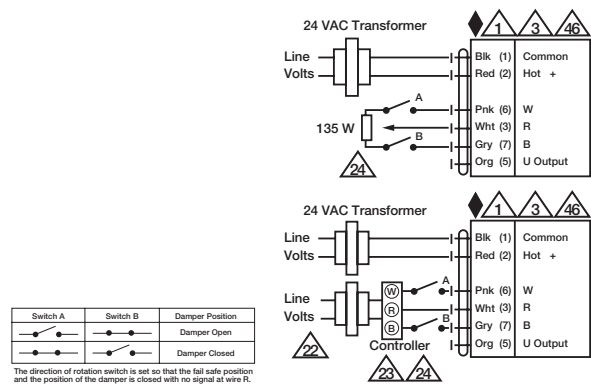 24 VAC Transformer
1 3 46
Line
Volts
Blk (1) Common
Red (2) Hot +
A
Pnk (6) W
135 W
Wht (3) R
B
Gry (7) B
Org (5) U Output
24
24 VAC Transformer
1 3 46
Line
Volts
Blk (1) Common
Red (2) Hot +
A
W
Pnk (6) W
Line
Volts
R
Wht (3) R
B
B
Gry (7) B
Org (5) U Output
Controller
22
23 24
Switch A Switch B Damper Position
Damper Open
Damper Closed
The direction of rotation switch is set so that the fail safe position
and the position of the damper is closed with no signal at wire R.